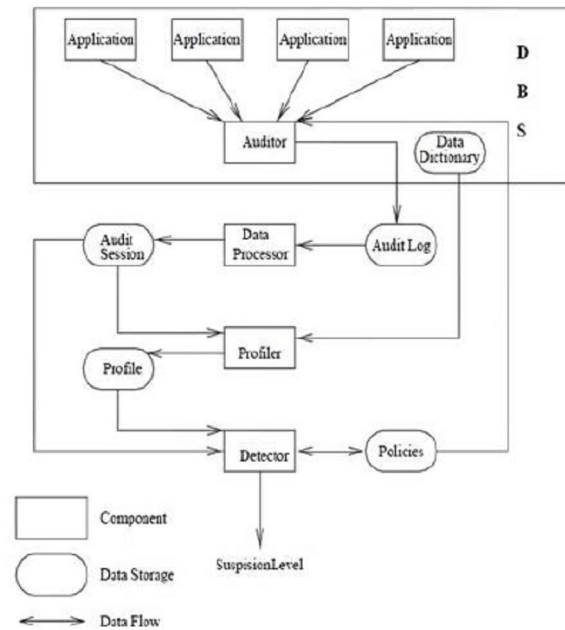 Application Application Application Application
D
B
S
Auditor
Data
Dictionary
Audit
Session
Data
Processor
Audit Log
Profiler
Profile
Detector
Policies
SuspisionLevel
Component
Data Storage
Data Flow